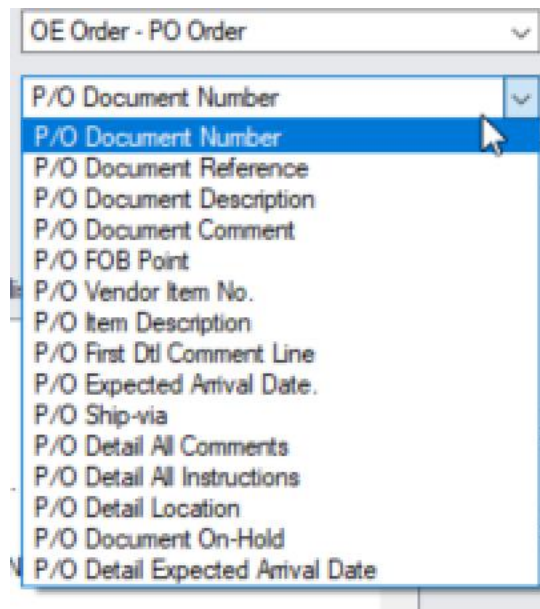 OE Order - PO Order
P/O Document Number
P/O Document Number
P/O Document Reference
P/O Document Description
P/O Document Comment
P/O FOB Point
P/O Vendor Item No.
P/O Item Description
P/O First Dtl Comment Line
P/O Expected Arrival Date.
P/O Ship-via
P/O Detail All Comments
P/O Detail All Instructions
P/O Detail Location
P/O Document On-Hold
P/O Detail Expected Arrival Date